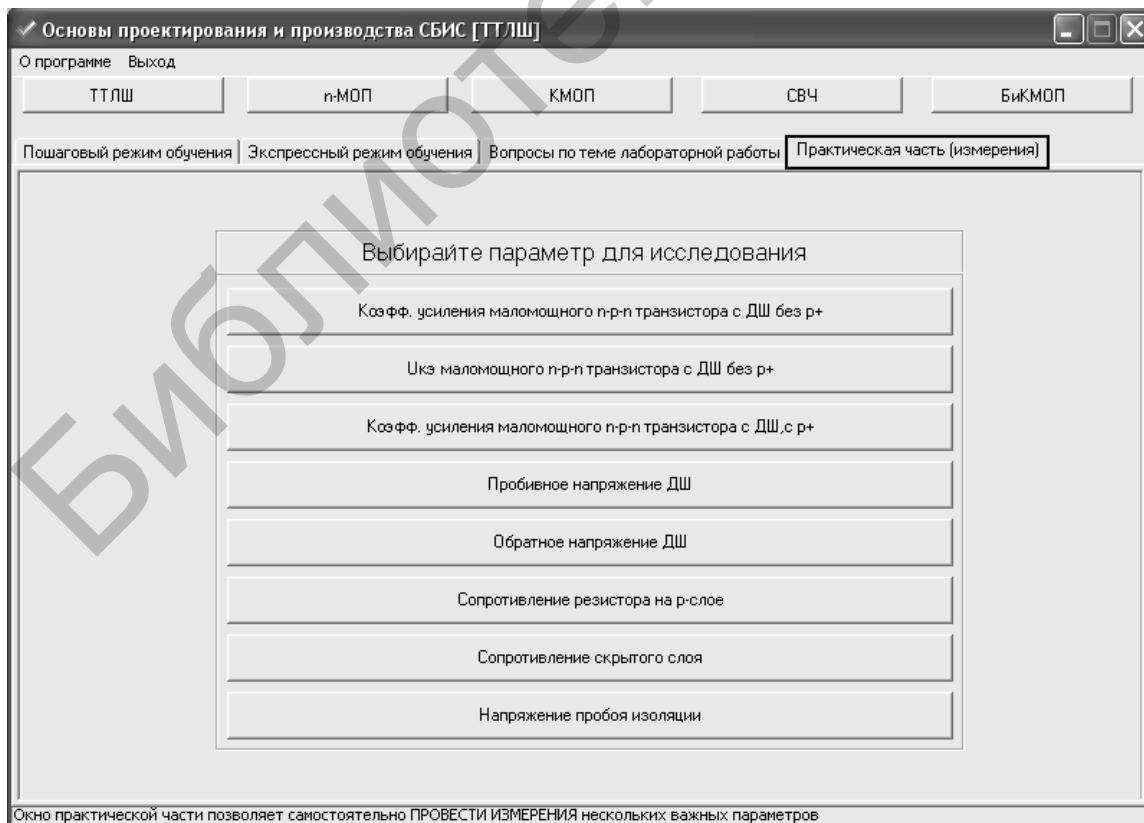 Основы проектирования и производства СБИС [ТТЛШ]
О программе Выход
ТТЛШ n-МОП КМОП СВЧ БиКМОП
Пошаговый режим обучения Экспрессный режим обучения Вопросы по теме лабораторной работы Практическая часть (измерения)
Выбирайте параметр для исследования
Коэфф. усиления маломощного n-p-n транзистора с ДШ без p+
Uкэ маломощного n-p-n транзистора с ДШ без p+
Коэфф. усиления маломощного n-p-n транзистора с ДШ,с p+
Пробивное напряжение ДШ
Обратное напряжение ДШ
Сопротивление резистора на p-слое
Сопротивление скрытого слоя
Напряжение пробоя изоляции
Окно практической части позволяет самостоятельно ПРОВЕСТИ ИЗМЕРЕНИЯ нескольких важных параметров